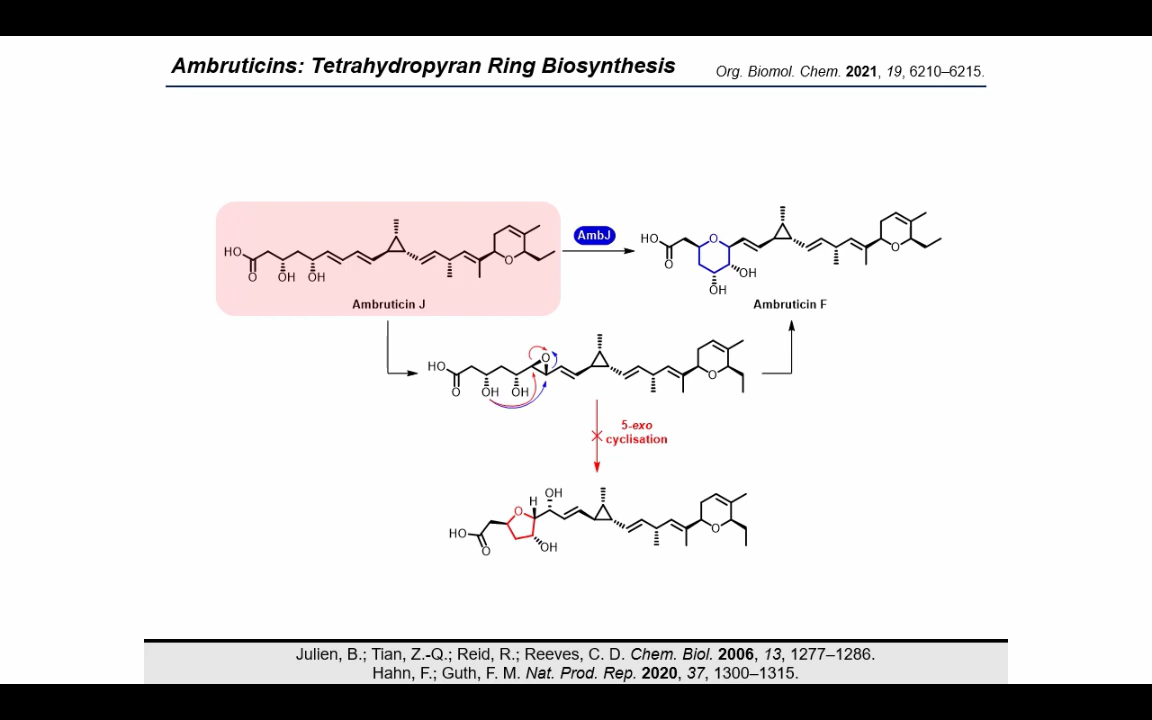 Ambruticins: Tetrahydropyran Ring Biosynthesis
Org. Biomol. Chem. 2021, 19, 6210–6215.
HO
O
OH
OH
O
Ambruticin J
AmbJ
HO
O
O
OH
OH
O
Ambruticin F
HO
O
OH
OH
O
O
5-exo
cyclisation
HO
O
O
H
OH
OH
O
Julien, B.; Tian, Z.-Q.; Reid, R.; Reeves, C. D. Chem. Biol. 2006, 13, 1277–1286.
Hahn, F.; Guth, F. M. Nat. Prod. Rep. 2020, 37, 1300–1315.